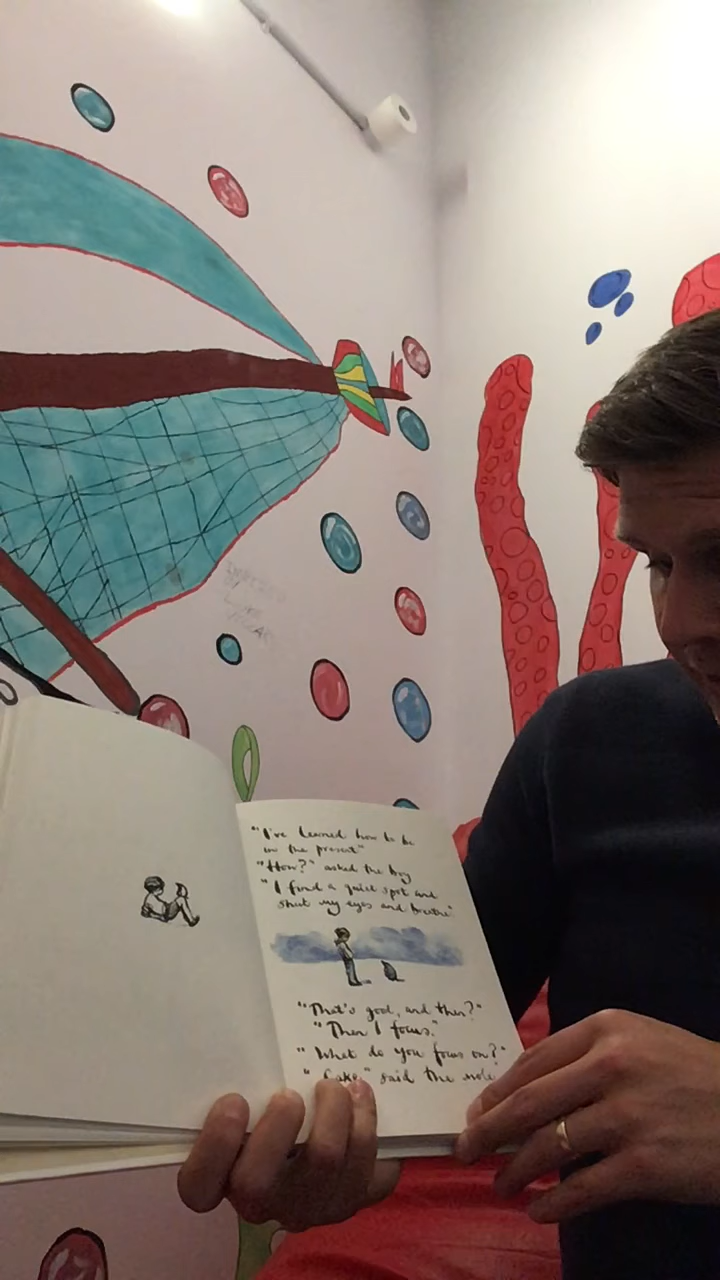 "I've learned how to be
in the present"
"How?" asked the boy
"I find a quiet spot and
shut my eyes and breathe"
"That's good, and then?"
"Then I focus."
"What do you focus on?"
"Cake" said the mole